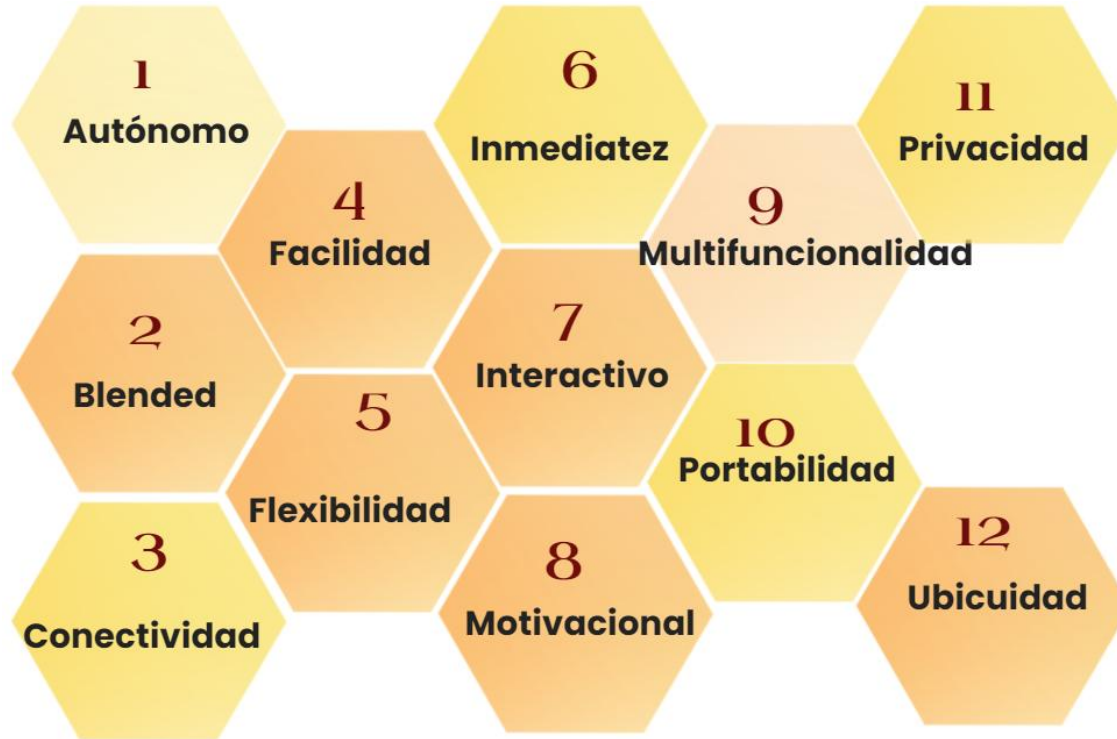 1
Autónomo
2
Blended
3
Conectividad
4
Facilidad
5
Flexibilidad
6
Inmediatez
7
Interactivo
8
Motivacional
9
Multifuncionalidad
10
Portabilidad
11
Privacidad
12
Ubicuidad